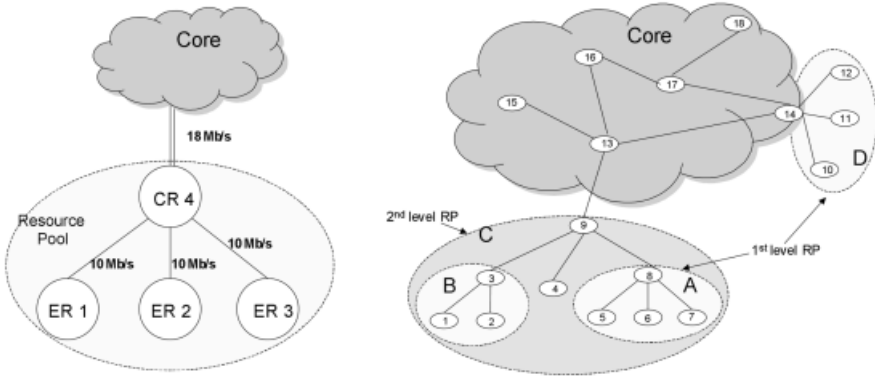 Core
18 Mb/s
CR 4
Resource
Pool
10 Mb/s
10 Mb/s
10 Mb/s
ER 1
ER 2
ER 3
Core
18
16
17
15
14
13
12
11
10
D
2nd level RP
C
9
1st level RP
B
3
4
8
A
1
2
5
6
7